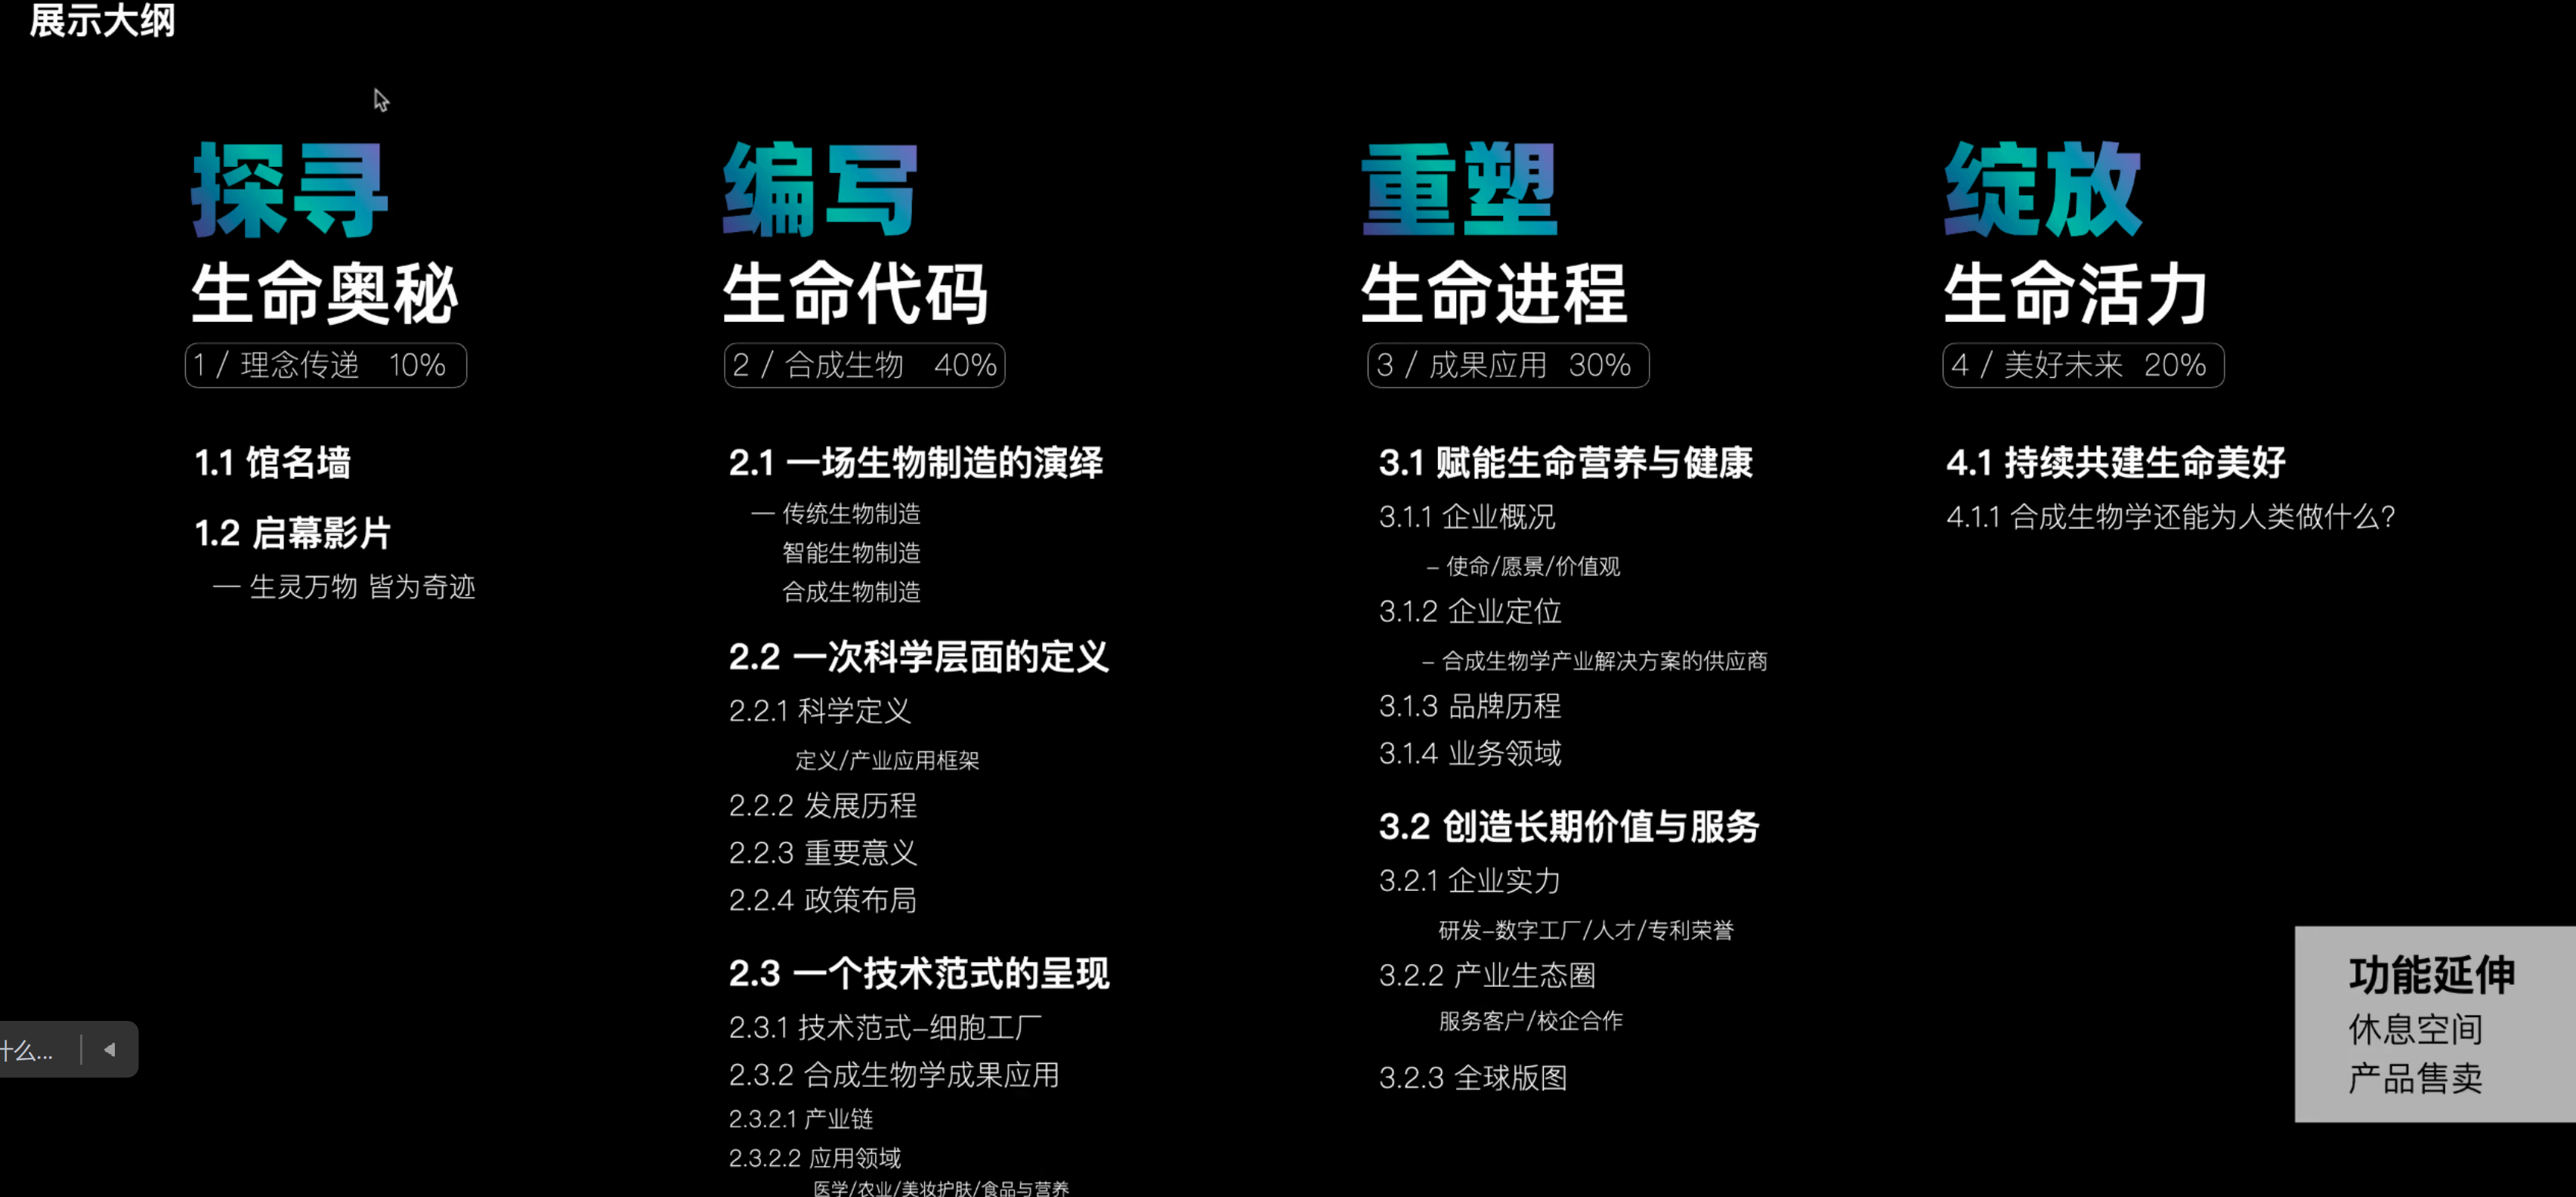 展示大纲
探寻
生命奥秘
1 / 理念传递 10%
1.1 馆名墙
1.2 启幕影片
— 生灵万物 皆为奇迹
编写
生命代码
2 / 合成生物 40%
2.1 一场生物制造的演绎
— 传统生物制造
智能生物制造
合成生物制造
2.2 一次科学层面的定义
2.2.1 科学定义
定义/产业应用框架
2.2.2 发展历程
2.2.3 重要意义
2.2.4 政策布局
2.3 一个技术范式的呈现
2.3.1 技术范式–细胞工厂
2.3.2 合成生物学成果应用
2.3.2.1 产业链
2.3.2.2 应用领域
医学/农业/美妆护肤/食品与营养
重塑
生命进程
3 / 成果应用 30%
3.1 赋能生命营养与健康
3.1.1 企业概况
– 使命/愿景/价值观
3.1.2 企业定位
– 合成生物学产业解决方案的供应商
3.1.3 品牌历程
3.1.4 业务领域
3.2 创造长期价值与服务
3.2.1 企业实力
研发–数字工厂/人才/专利荣誉
3.2.2 产业生态圈
服务客户/校企合作
3.2.3 全球版图
绽放
生命活力
4 / 美好未来 20%
4.1 持续共建生命美好
4.1.1 合成生物学还能为人类做什么?
功能延伸
休息空间
产品售卖
什么...